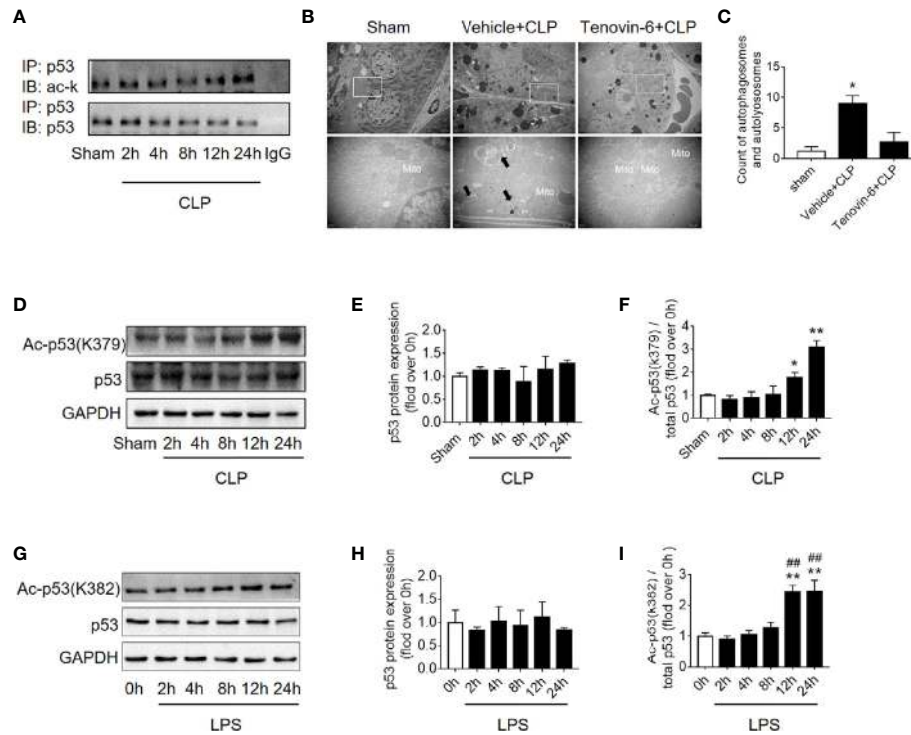 A
IP: p53
IB: ac-k
IP: p53
IB: p53
Sham 2h 4h 8h 12h 24h IgG
CLP
B
Sham Vehicle+CLP Tenovin-6+CLP
Mito
Mito
Mito
Mito Mito
Mito
C
Count of autophagosomes
and autolyososomes
15
10
5
0
*
sham
Vehicle+CLP
Tenovin-6+CLP
D
Ac-p53(K379)
p53
GAPDH
Sham 2h 4h 8h 12h 24h
CLP
E
p53 protein expression
(flod over 0h)
2.0
1.5
1.0
0.5
0.0
Sham 2h 4h 8h 12h 24h
CLP
F
Ac-p53(k379) /
total p53 (flod over 0h)
4
3
2
1
0
* **
Sham 2h 4h 8h 12h 24h
CLP
G
Ac-p53(K382)
p53
GAPDH
0h 2h 4h 8h 12h 24h
LPS
H
p53 protein expression
(flod over 0h)
2.0
1.5
1.0
0.5
0.0
0h 2h 4h 8h 12h 24h
LPS
I
Ac-p53(k382) /
total p53 (flod over 0h)
3
2
1
0
## ##
** **
0h 2h 4h 8h 12h 24h
LPS